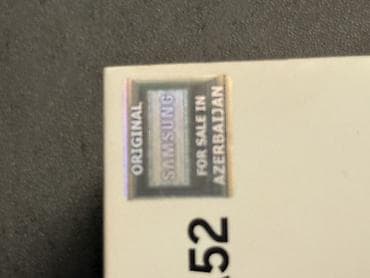 ORIGINAL
SAMSUNG
FOR SALE IN
AZERBAIJAN
52